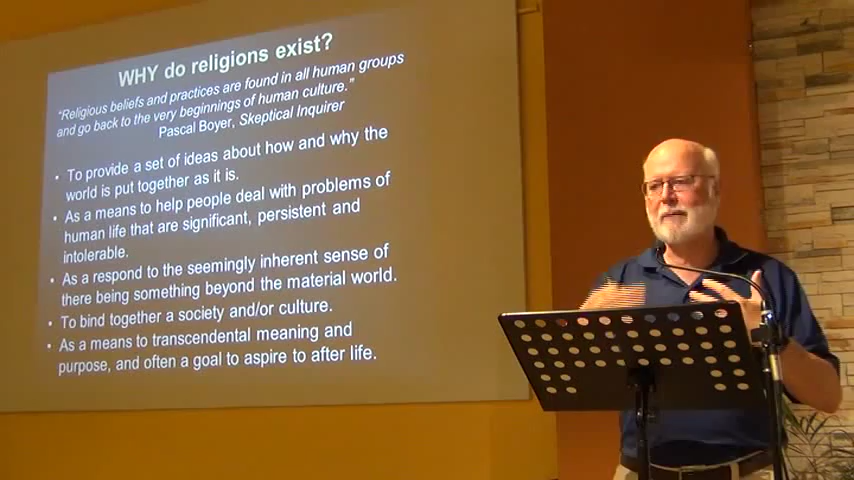 WHY do religions exist?
"Religious beliefs and practices are found in all human groups
and go back to the very beginnings of human culture."
Pascal Boyer, Skeptical Inquirer
• To provide a set of ideas about how and why the
world is put together as it is.
• As a means to help people deal with problems of
human life that are significant, persistent and
intolerable.
• As a respond to the seemingly inherent sense of
there being something beyond the material world.
• To bind together a society and/or culture.
• As a means to transcendental meaning and
purpose, and often a goal to aspire to after life.